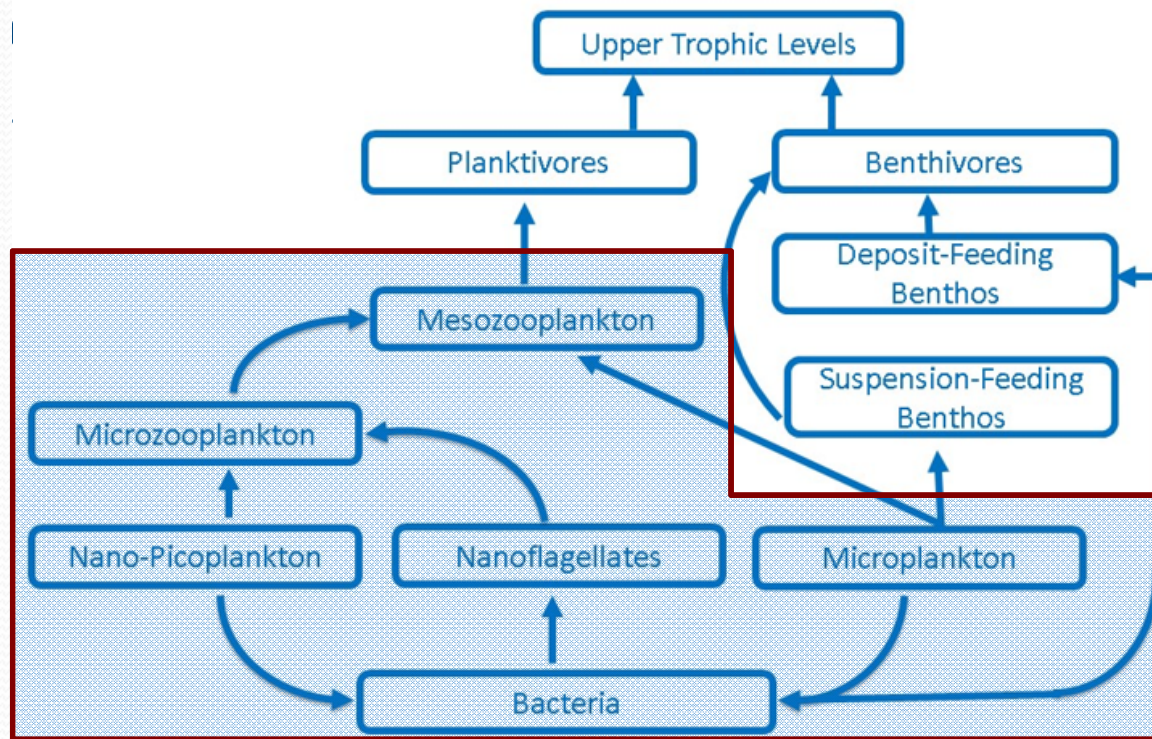 Upper Trophic Levels
Planktivores
Benthivores
Deposit-Feeding
Benthos
Mesozooplankton
Suspension-Feeding
Benthos
Microzooplankton
Nano-Picoplankton
Nanoflagellates
Microplankton
Bacteria